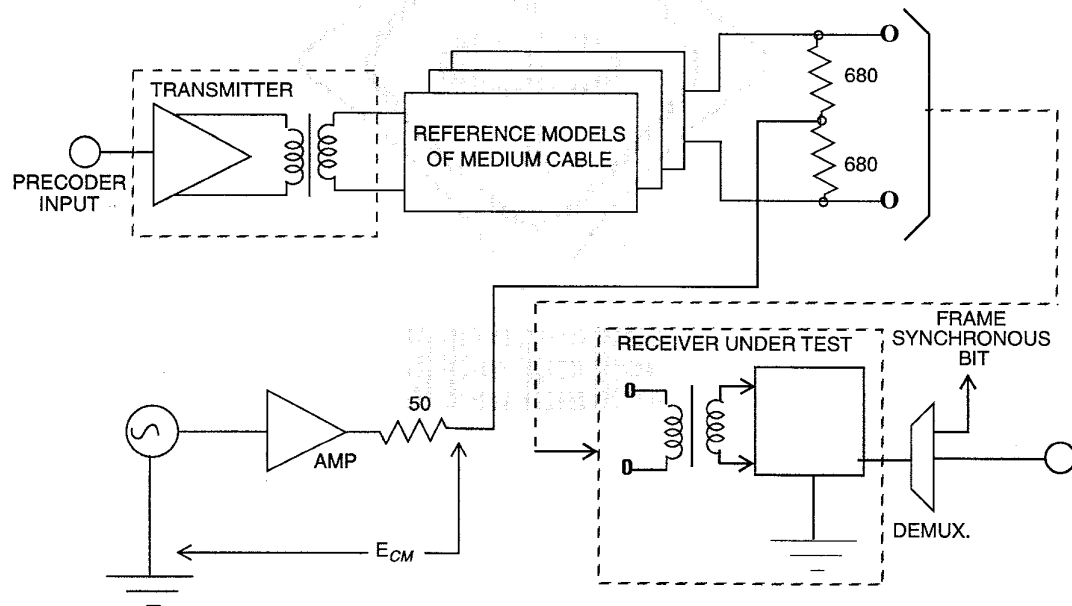 TRANSMITTER
PRECODER
INPUT
REFERENCE MODELS
OF MEDIUM CABLE
680
680
50
AMP
E_CM
RECEIVER UNDER TEST
FRAME
SYNCHRONOUS
BIT
DEMUX.